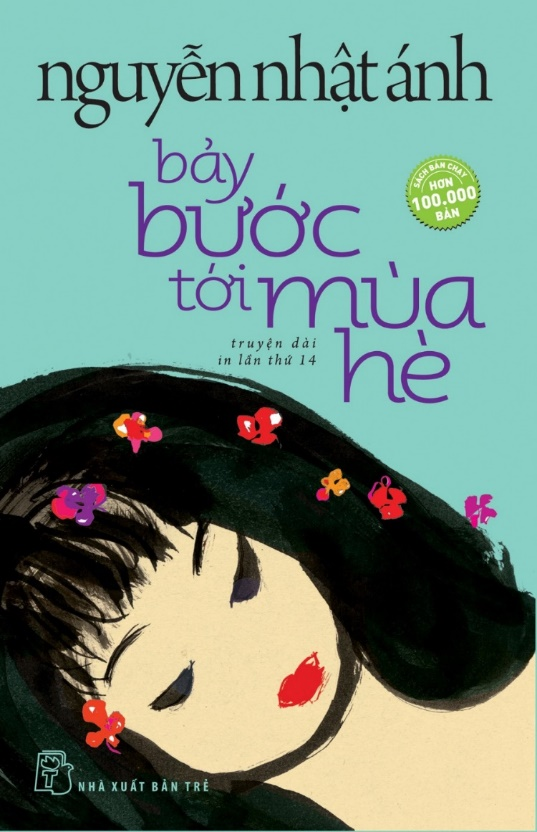 nguyễn nhật ánh
bảy
bước
tới mùa
hè
SÁCH BÁN CHẠY
HƠN
100.000
BẢN
truyện dài
in lần thứ 14
T
NHÀ XUẤT BẢN TRẺ